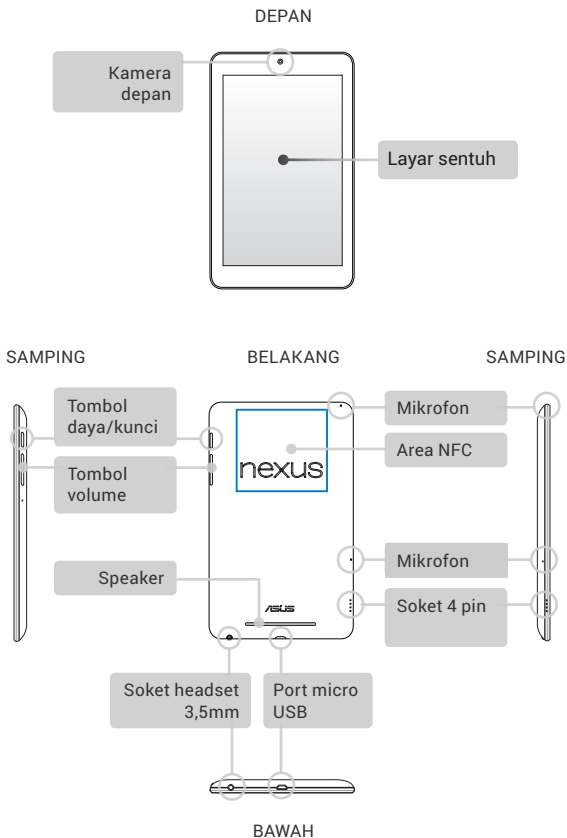 DEPAN
Kamera
depan
Layar sentuh
SAMPING
BELAKANG
SAMPING
Tombol
daya/kunci
Mikrofon
Area NFC
nexus
Tombol
volume
Mikrofon
Speaker
Soket 4 pin
ASUS
Soket headset
3,5mm
Port micro
USB
BAWAH